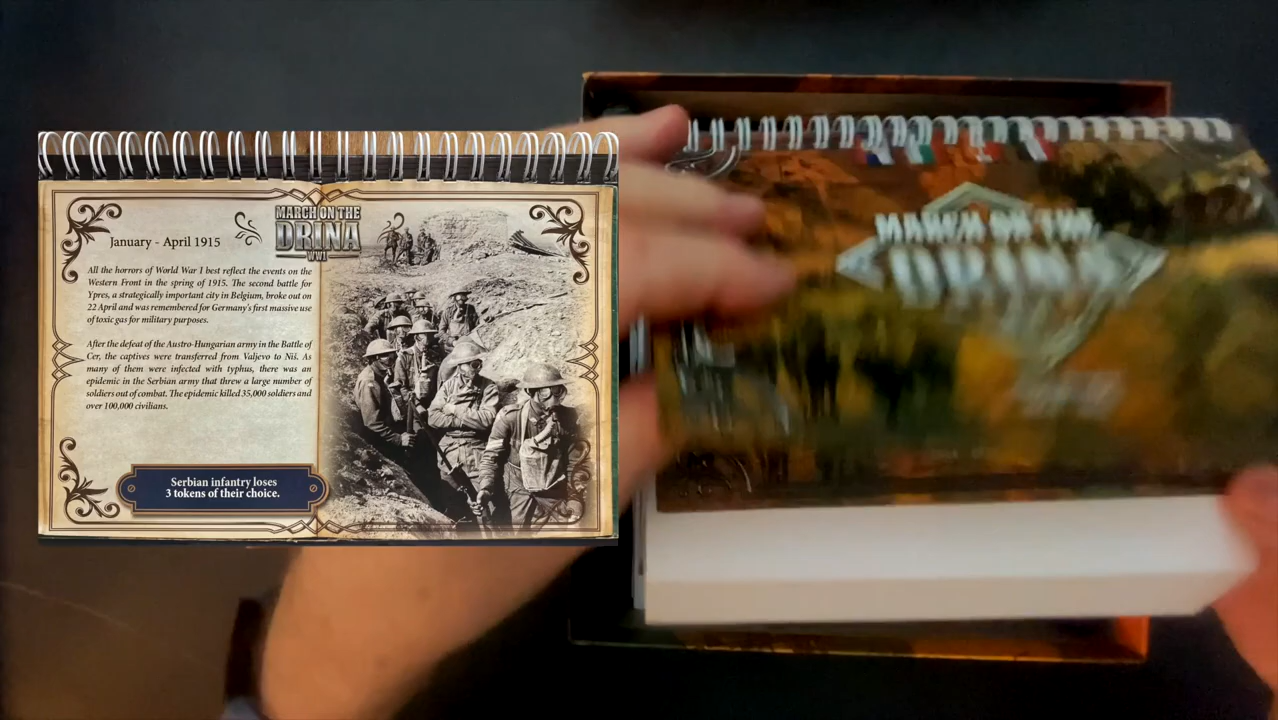 MARCH ON THE
DRINA
WWI
January - April 1915
All the horrors of World War I best reflect the events on the
Western Front in the spring of 1915. The second battle for
Ypres, a strategically important city in Belgium, broke out on
22 April and was remembered for Germany's first massive use
of toxic gas for military purposes.
After the defeat of the Austro-Hungarian army in the Battle of
Cer, the captives were transferred from Valjevo to Niš. As
many of them were infected with typhus, there was an
epidemic in the Serbian army that threw a large number of
soldiers out of combat. The epidemic killed 35,000 soldiers and
over 100,000 civilians.
Serbian infantry loses
3 tokens of their choice.
MARCH ON THE
DRINA